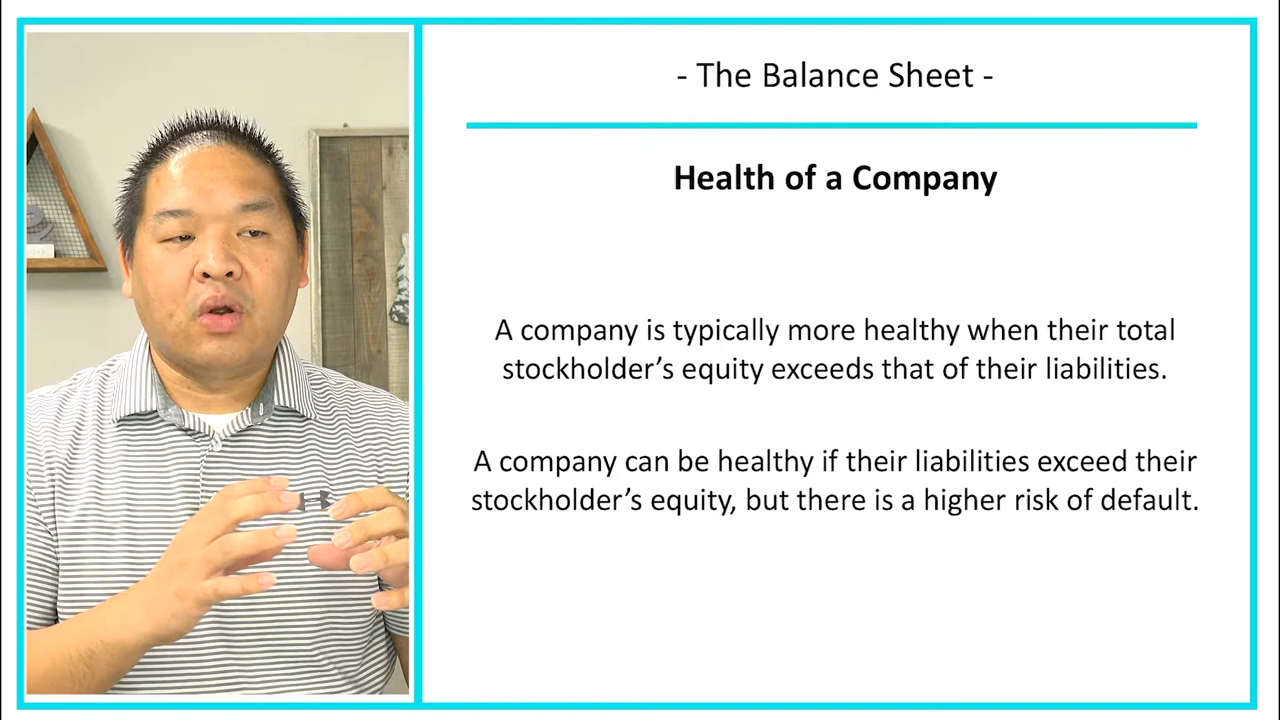 - The Balance Sheet -
Health of a Company
A company is typically more healthy when their total
stockholder’s equity exceeds that of their liabilities.
A company can be healthy if their liabilities exceed their
stockholder’s equity, but there is a higher risk of default.